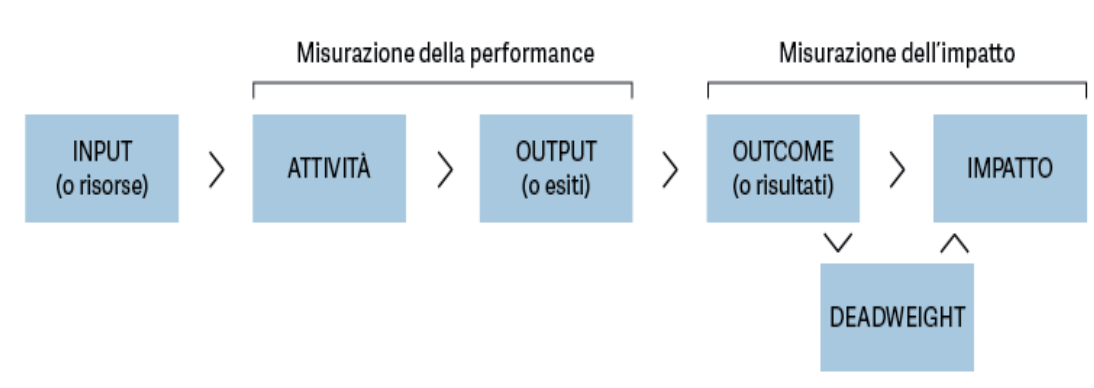 Misurazione della performance
Misurazione dell'impatto
INPUT
(o risorse)
ATTIVITÀ
OUTPUT
(o esiti)
OUTCOME
(o risultati)
IMPATTO
DEADWEIGHT